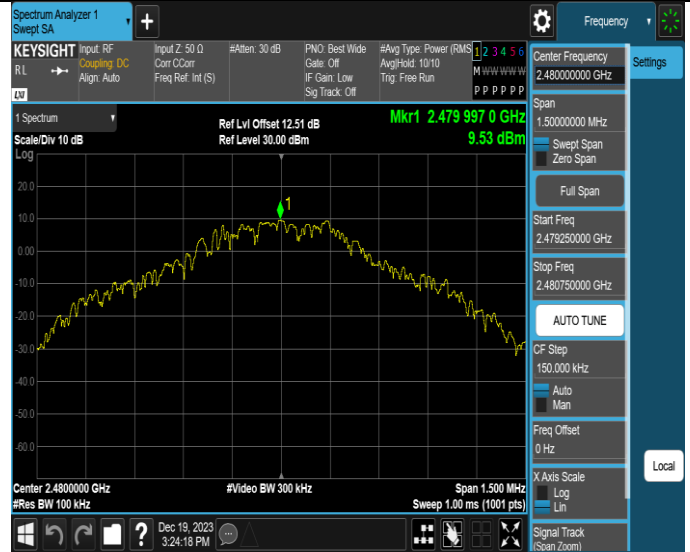 Spectrum Analyzer 1
Swept SA
+
Frequency
KEYSIGHT
RL
LXI
Input: RF
Coupling: DC
Align: Auto
Input Z: 50 Ω
Corr CCorr
Freq Ref: Int (S)
#Atten: 30 dB
PNO: Best Wide
Gate: Off
IF Gain: Low
Sig Track: Off
#Avg Type: Power (RMS
Avg|Hold: 10/10
Trig: Free Run
1 2 3 4 5 6
M W W W W W
P P P P P P
1 Spectrum
Scale/Div 10 dB
Log
Ref Lvl Offset 12.51 dB
Ref Level 30.00 dBm
Mkr1 2.479 997 0 GHz
9.53 dBm
1
20.0
10.0
0.00
-10.0
-20.0
-30.0
-40.0
-50.0
-60.0
Center 2.4800000 GHz
#Res BW 100 kHz
#Video BW 300 kHz
Span 1.500 MHz
Sweep 1.00 ms (1001 pts)
Center Frequency
2.480000000 GHz
Settings
Span
1.50000000 MHz
Swept Span
Zero Span
Full Span
Start Freq
2.479250000 GHz
Stop Freq
2.480750000 GHz
AUTO TUNE
CF Step
150.000 kHz
Auto
Man
Freq Offset
0 Hz
X Axis Scale
Log
Lin
Signal Track
(Span Zoom)
Local
?
Dec 19, 2023
3:24:18 PM